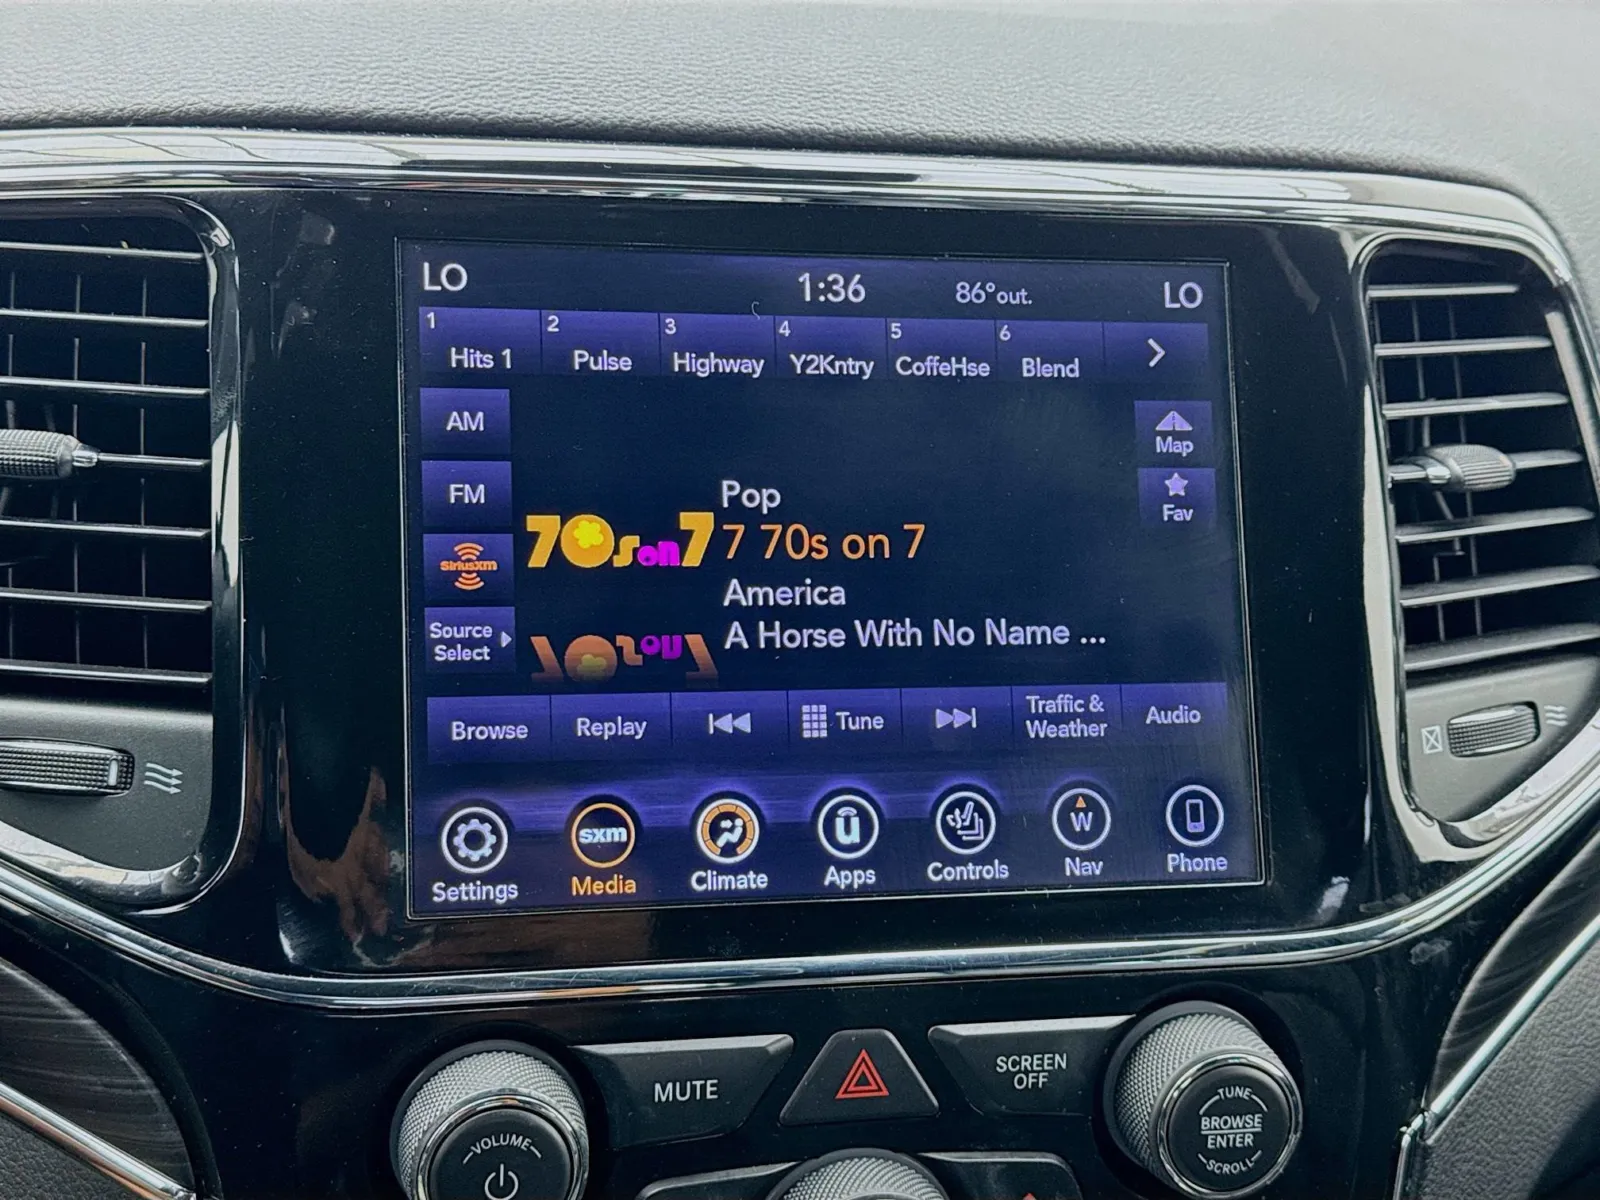 LO 1:36 86°out. LO
1 2 3 4 5 6
Hits 1 Pulse Highway Y2Kntry CoffeHse Blend
AM
Map
FM
Fav
Pop
70s on 7
7 70s on 7
SiriusXM
America
Source
Select
A Horse With No Name ...
Browse Replay Tune Traffic & Weather Audio
sxm
W
Settings Media Climate Apps Controls Nav Phone
MUTE
SCREEN
OFF
VOLUME
TUNE
BROWSE
ENTER
SCROLL